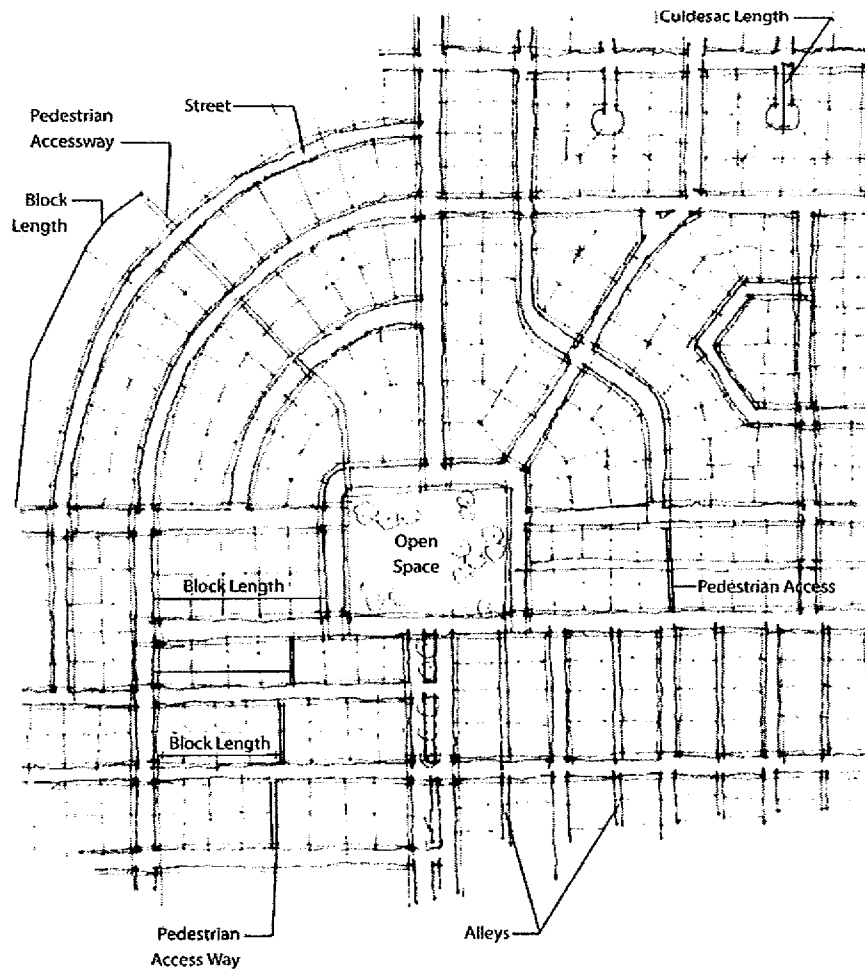 Culdesac Length
Street
Pedestrian
Accessway
Block
Length
Open
Space
Block Length
Pedestrian Access
Block Length
Pedestrian
Access Way
Alleys